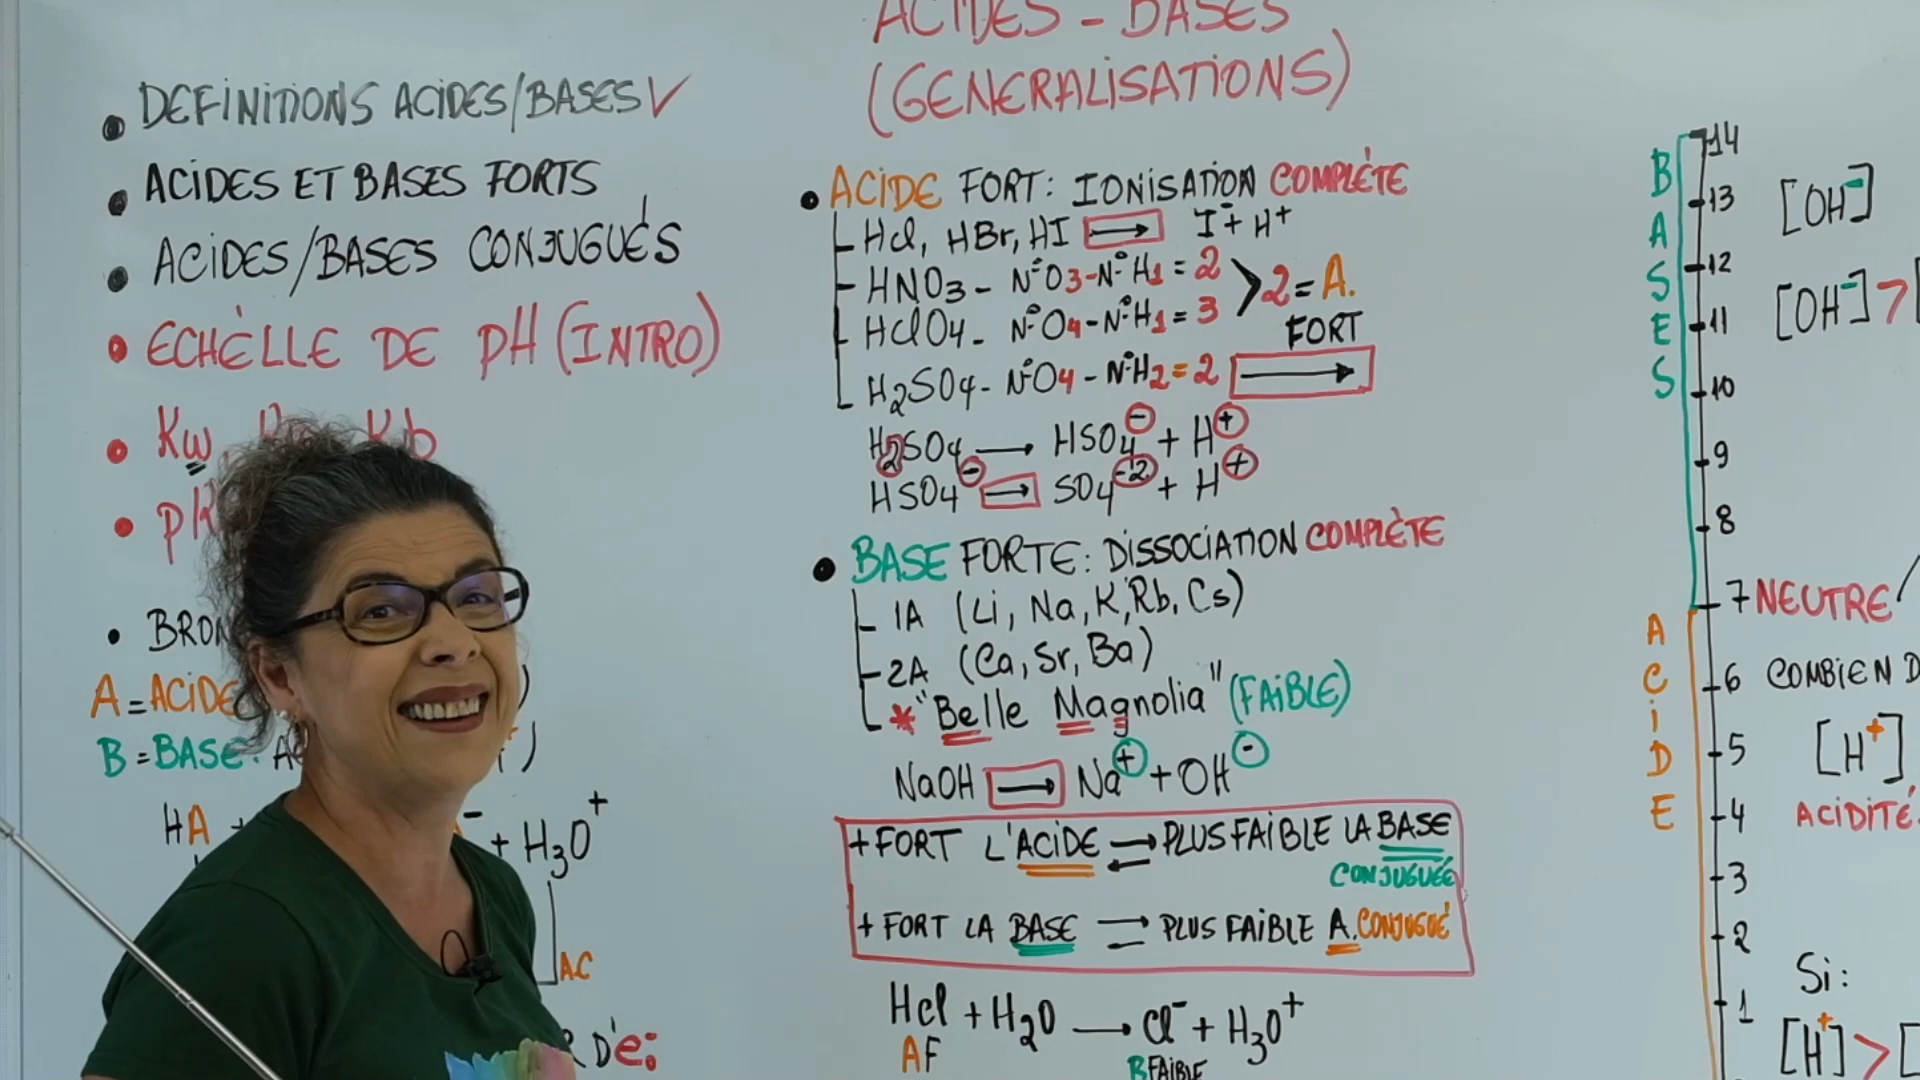 ACIDES - BASES
(GENERALISATIONS)
• DEFINITIONS ACIDES/BASES ✓
• ACIDES ET BASES FORTS
• ACIDES/BASES CONJUGUÉS
• ECHÈLLE DE pH (INTRO)
• Kw, Kb
•
•
A = ACIDE )
B = BASE )
HA + + H3O⁺
A.C
D'e:
• ACIDE FORT: IONISATION COMPLÈTE
HCl, HBr, HI → I⁻ + H⁺
HNO3 - N°O3 - N°H1 = 2
HClO4 - N°O4 - N°H1 = 3
> 2 = A.
FORT
H2SO4 - N°O4 - N°H2 = 2 →
H2SO4 → HSO4⁻ + H⁺
HSO4⁻ → SO4⁻² + H⁺
• BASE FORTE: DISSOCIATION COMPLÈTE
1A (Li, Na, K, Rb, Cs)
2A (Ca, Sr, Ba)
* "Belle Magnolia" (FAIBLE)
NaOH → Na⁺ + OH⁻
+ FORT L'ACIDE ⇌ PLUS FAIBLE LA BASE
CONJUGUÉE
+ FORT LA BASE ⇌ PLUS FAIBLE A. CONJUGUÉ
HCl + H2O → Cl⁻ + H3O⁺
AF BFAIBLE
BASES
ACIDE
14
13 [OH⁻]
12
11 [OH⁻] >
10
9
8
7 NEUTRE
6 COMBIEN
5 [H⁺]
4 ACIDITÉ
3
2
Si:
1 [H⁺] >